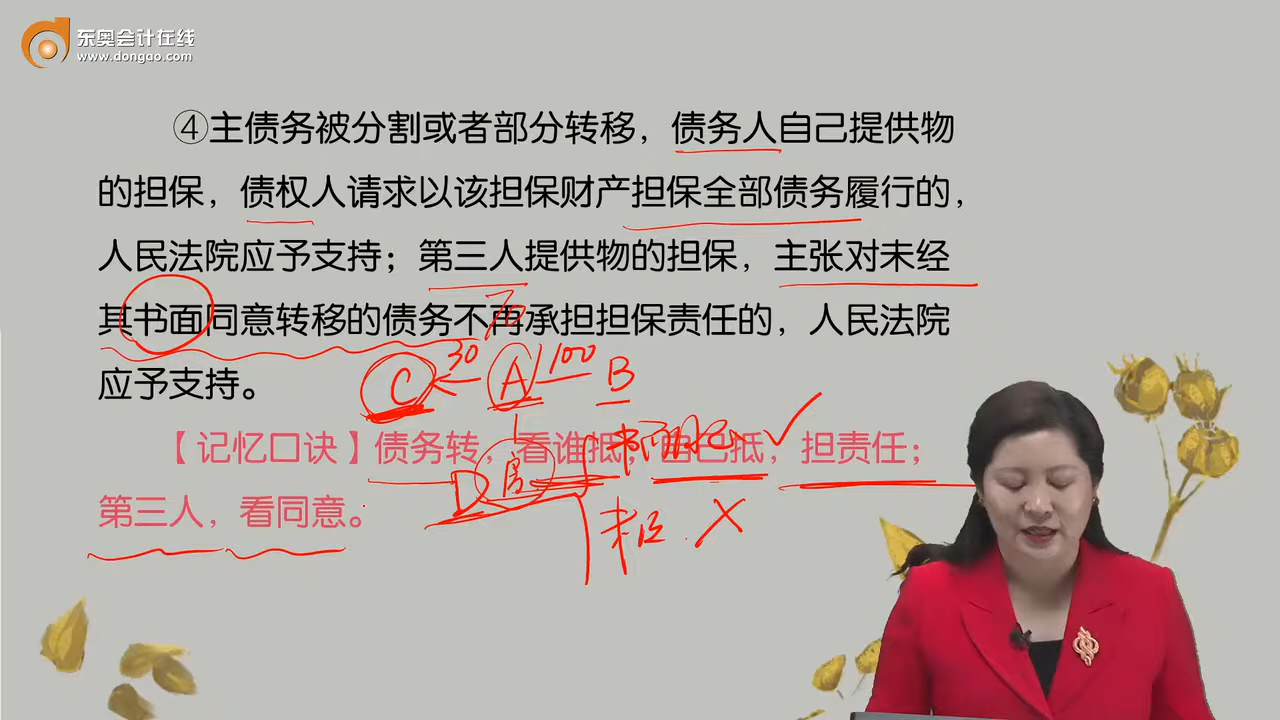 东奥会计在线
www.dongao.com
④主债务被分割或者部分转移，债务人自己提供物
的担保，债权人请求以该担保财产担保全部债务履行的，
人民法院应予支持；第三人提供物的担保，主张对未经
其书面同意转移的债务不再承担担保责任的，人民法院
应予支持。
70
C 30 A 100 B
【记忆口诀】债务转，看谁抵，自己抵，担责任；
第三人，看同意。
D 房